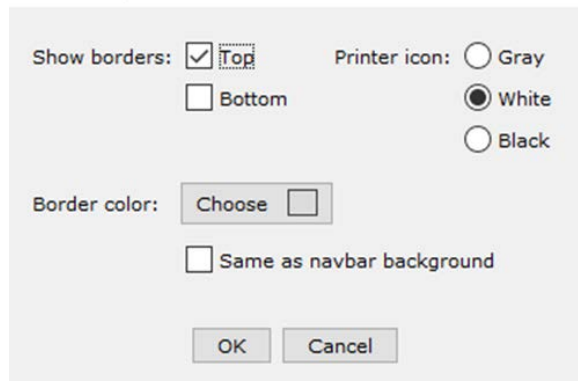 Show borders: Top Printer icon: Gray
Bottom White
Black
Border color: Choose
Same as navbar background
OK Cancel